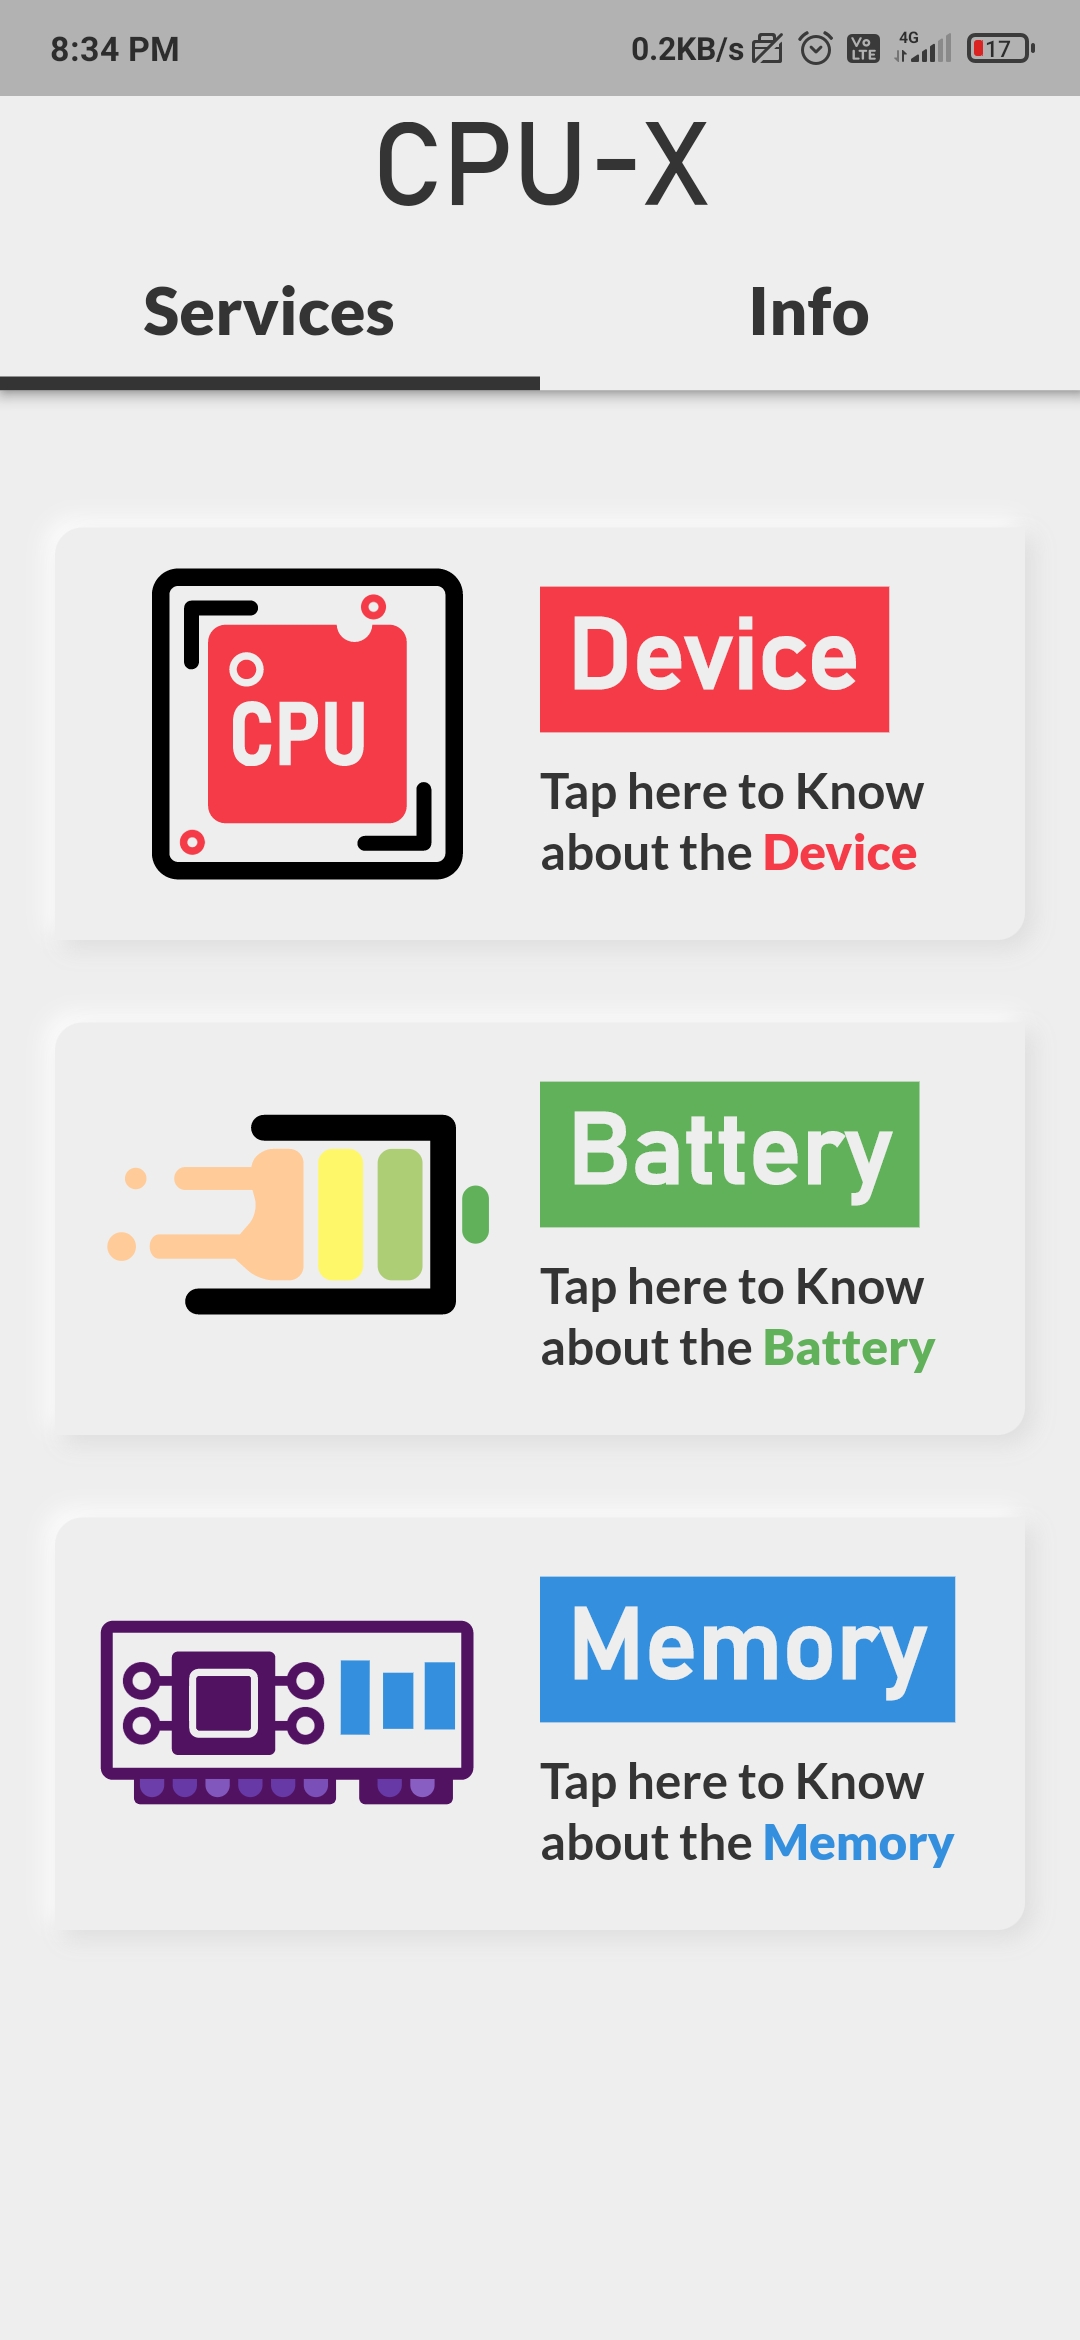 8:34 PM 0.2KB/s Vo LTE 4G 17
CPU-X
Services Info
CPU
Device
Tap here to Know
about the Device
Battery
Tap here to Know
about the Battery
Memory
Tap here to Know
about the Memory